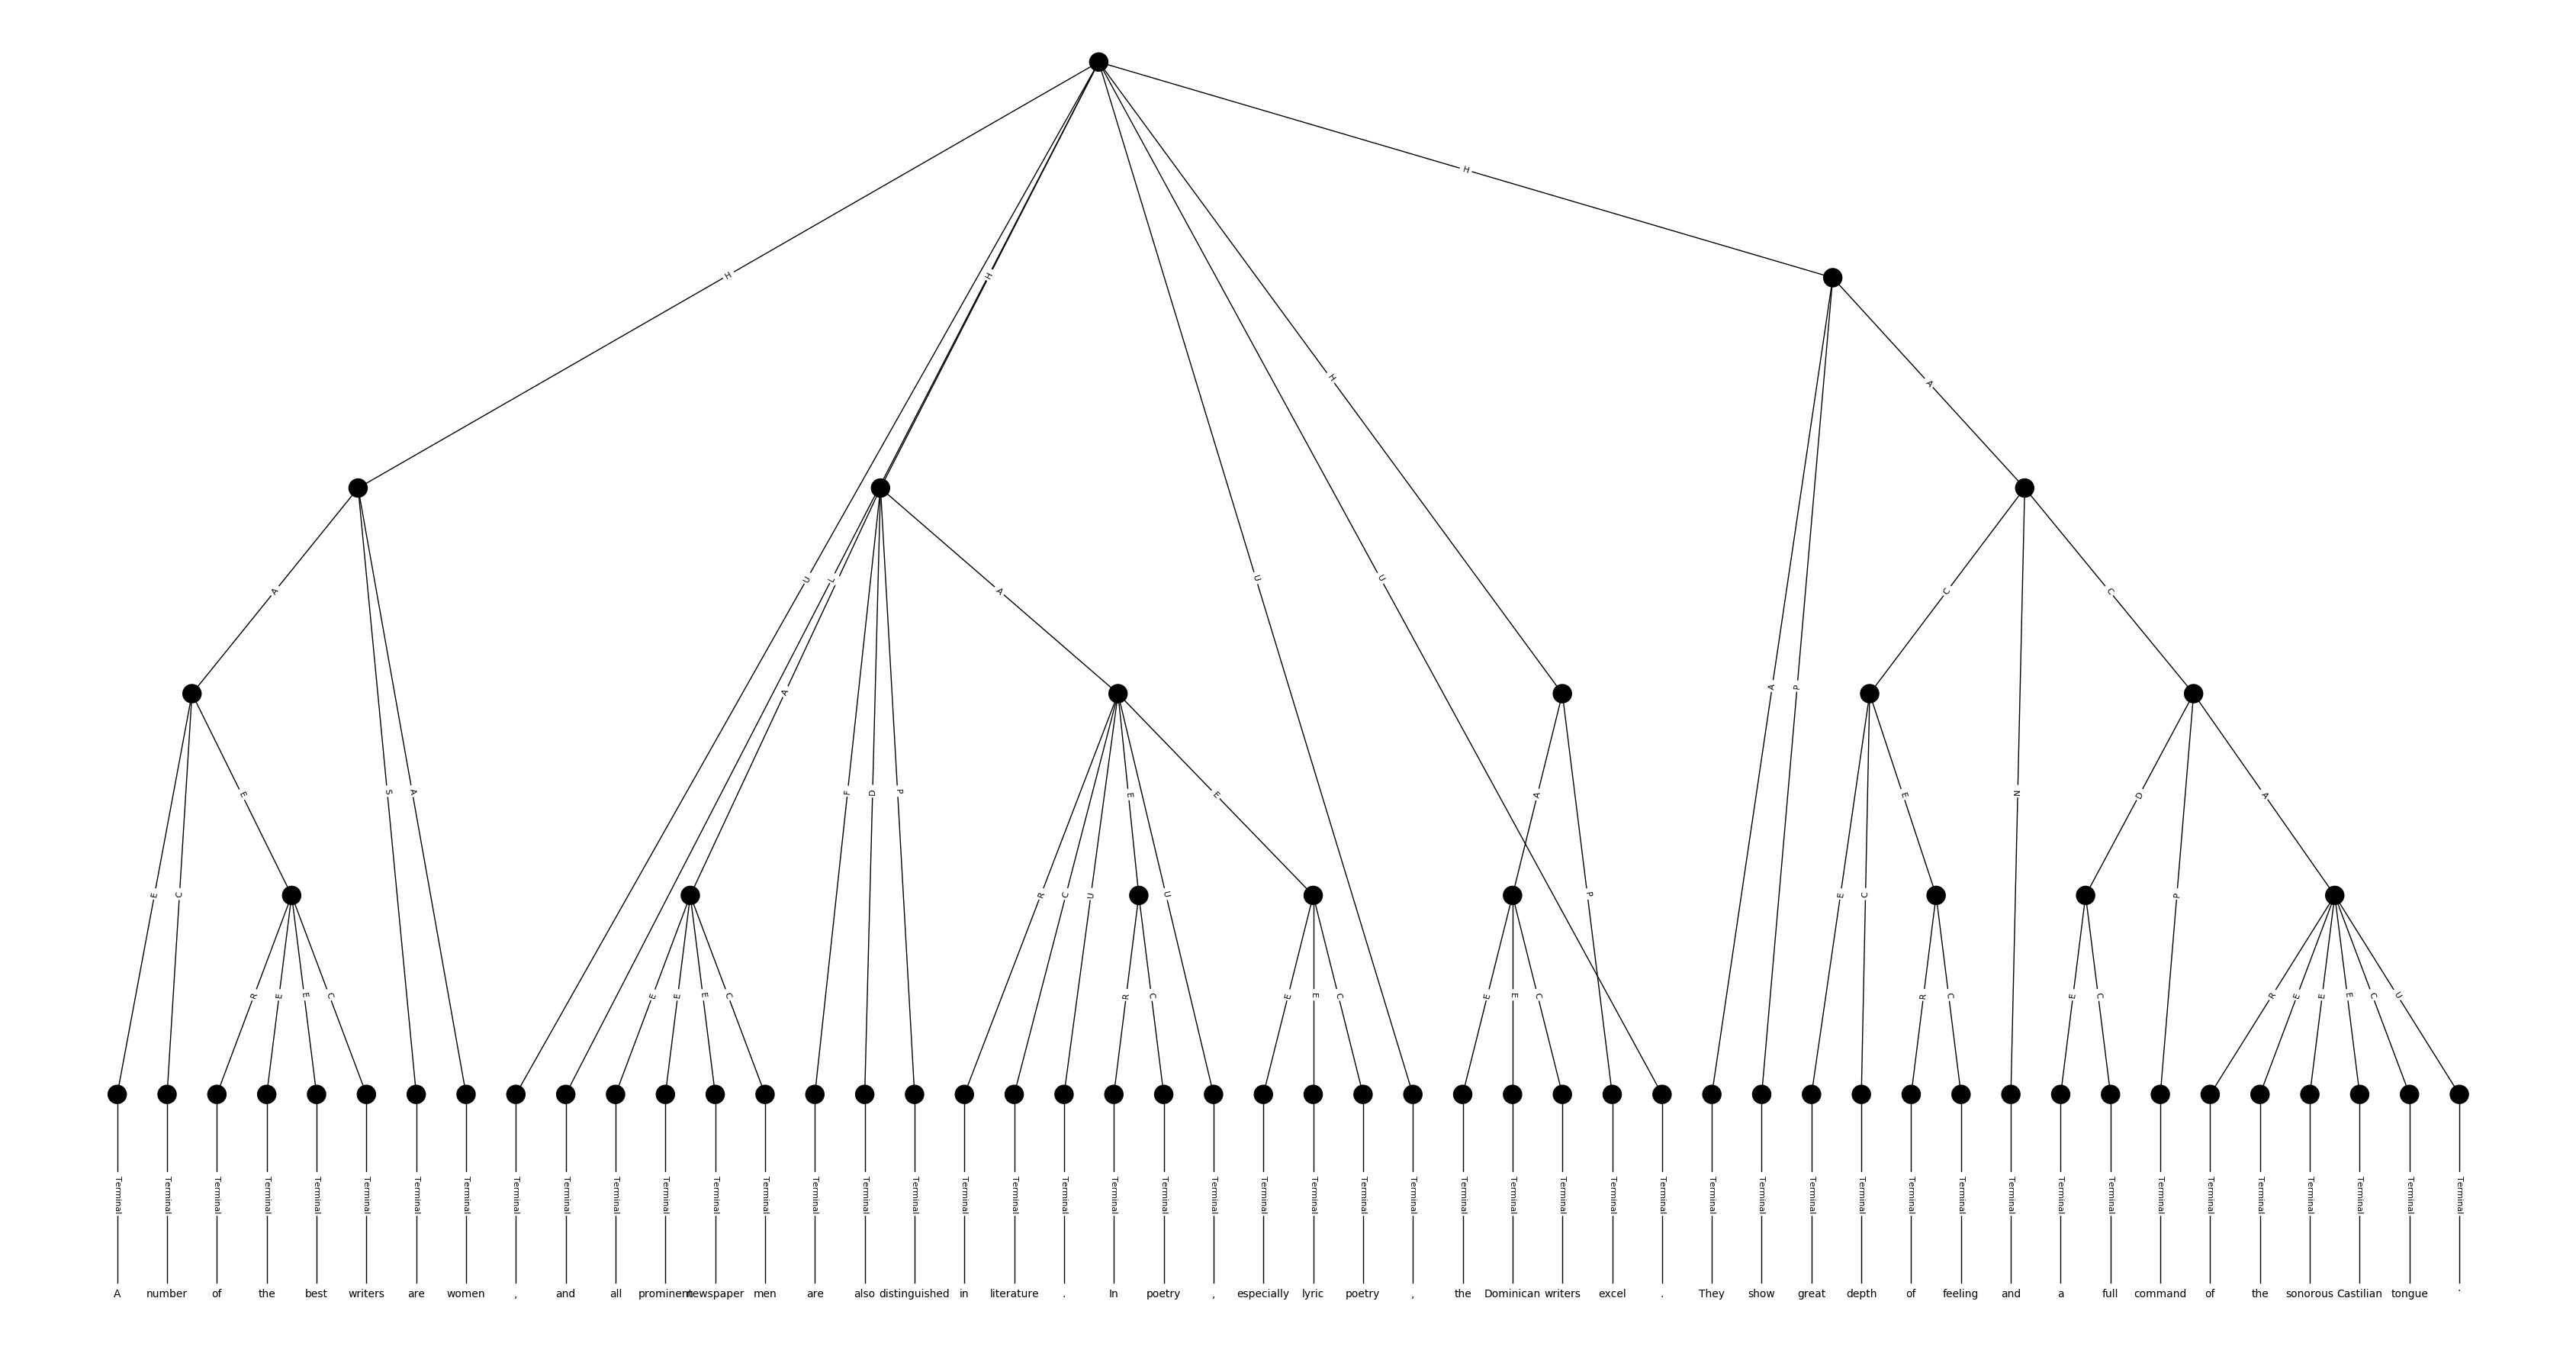 H
H
H
A
H
U
L
U
U
A
A
C
C
A
A
P
E
S
A
F
D
P
E
E
A
E
N
D
A
E
C
R
C
U
U
P
E
C
P
R
E
E
C
E
E
E
C
R
C
E
E
C
E
E
C
R
C
E
C
R
E
E
E
C
U
Terminal Terminal Terminal Terminal Terminal Terminal Terminal Terminal Terminal Terminal Terminal Terminal Terminal Terminal Terminal Terminal Terminal Terminal Terminal Terminal Terminal Terminal Terminal Terminal Terminal Terminal Terminal Terminal Terminal Terminal Terminal Terminal Terminal Terminal Terminal Terminal Terminal Terminal Terminal Terminal Terminal Terminal Terminal Terminal Terminal Terminal Terminal Terminal
A number of the best writers are women , and all prominent newspaper men are also distinguished in literature . In poetry , especially lyric poetry , the Dominican writers excel . They show great depth of feeling and a full command of the sonorous Castilian tongue .